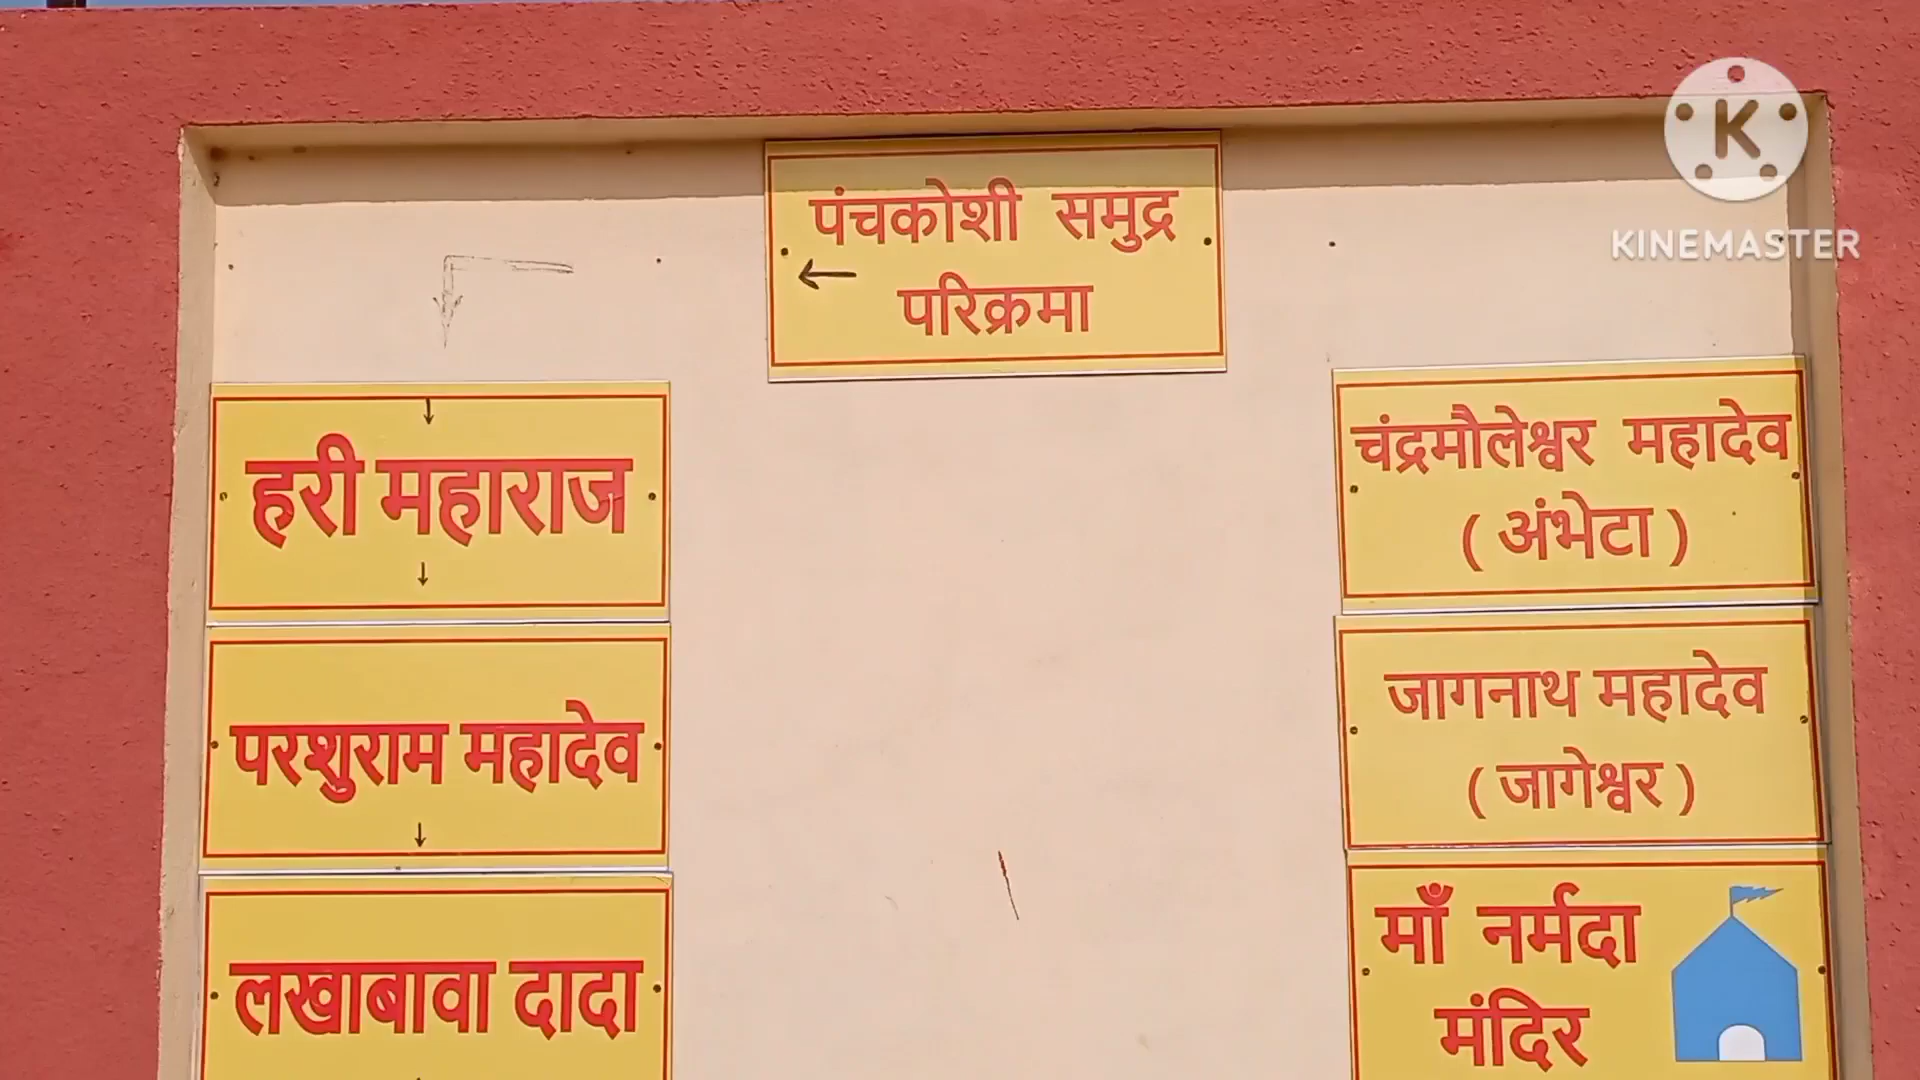 पंचकोशी समुद्र
←
परिक्रमा
↓
हरी महाराज
↓
परशुराम महादेव
↓
लखाबावा दादा
चंद्रमौलेश्वर महादेव
( अंभेटा )
जागनाथ महादेव
( जागेश्वर )
माँ नर्मदा
मंदिर
K
KINEMASTER